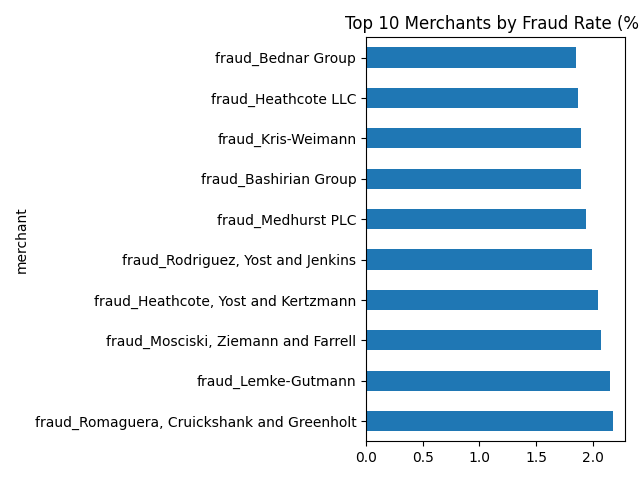 Top 10 Merchants by Fraud Rate (%
fraud_Bednar Group
fraud_Heathcote LLC
fraud_Kris-Weimann
fraud_Bashirian Group
fraud_Medhurst PLC
fraud_Rodriguez, Yost and Jenkins
fraud_Heathcote, Yost and Kertzmann
fraud_Mosciski, Ziemann and Farrell
fraud_Lemke-Gutmann
fraud_Romaguera, Cruickshank and Greenholt
merchant
0.0 0.5 1.0 1.5 2.0